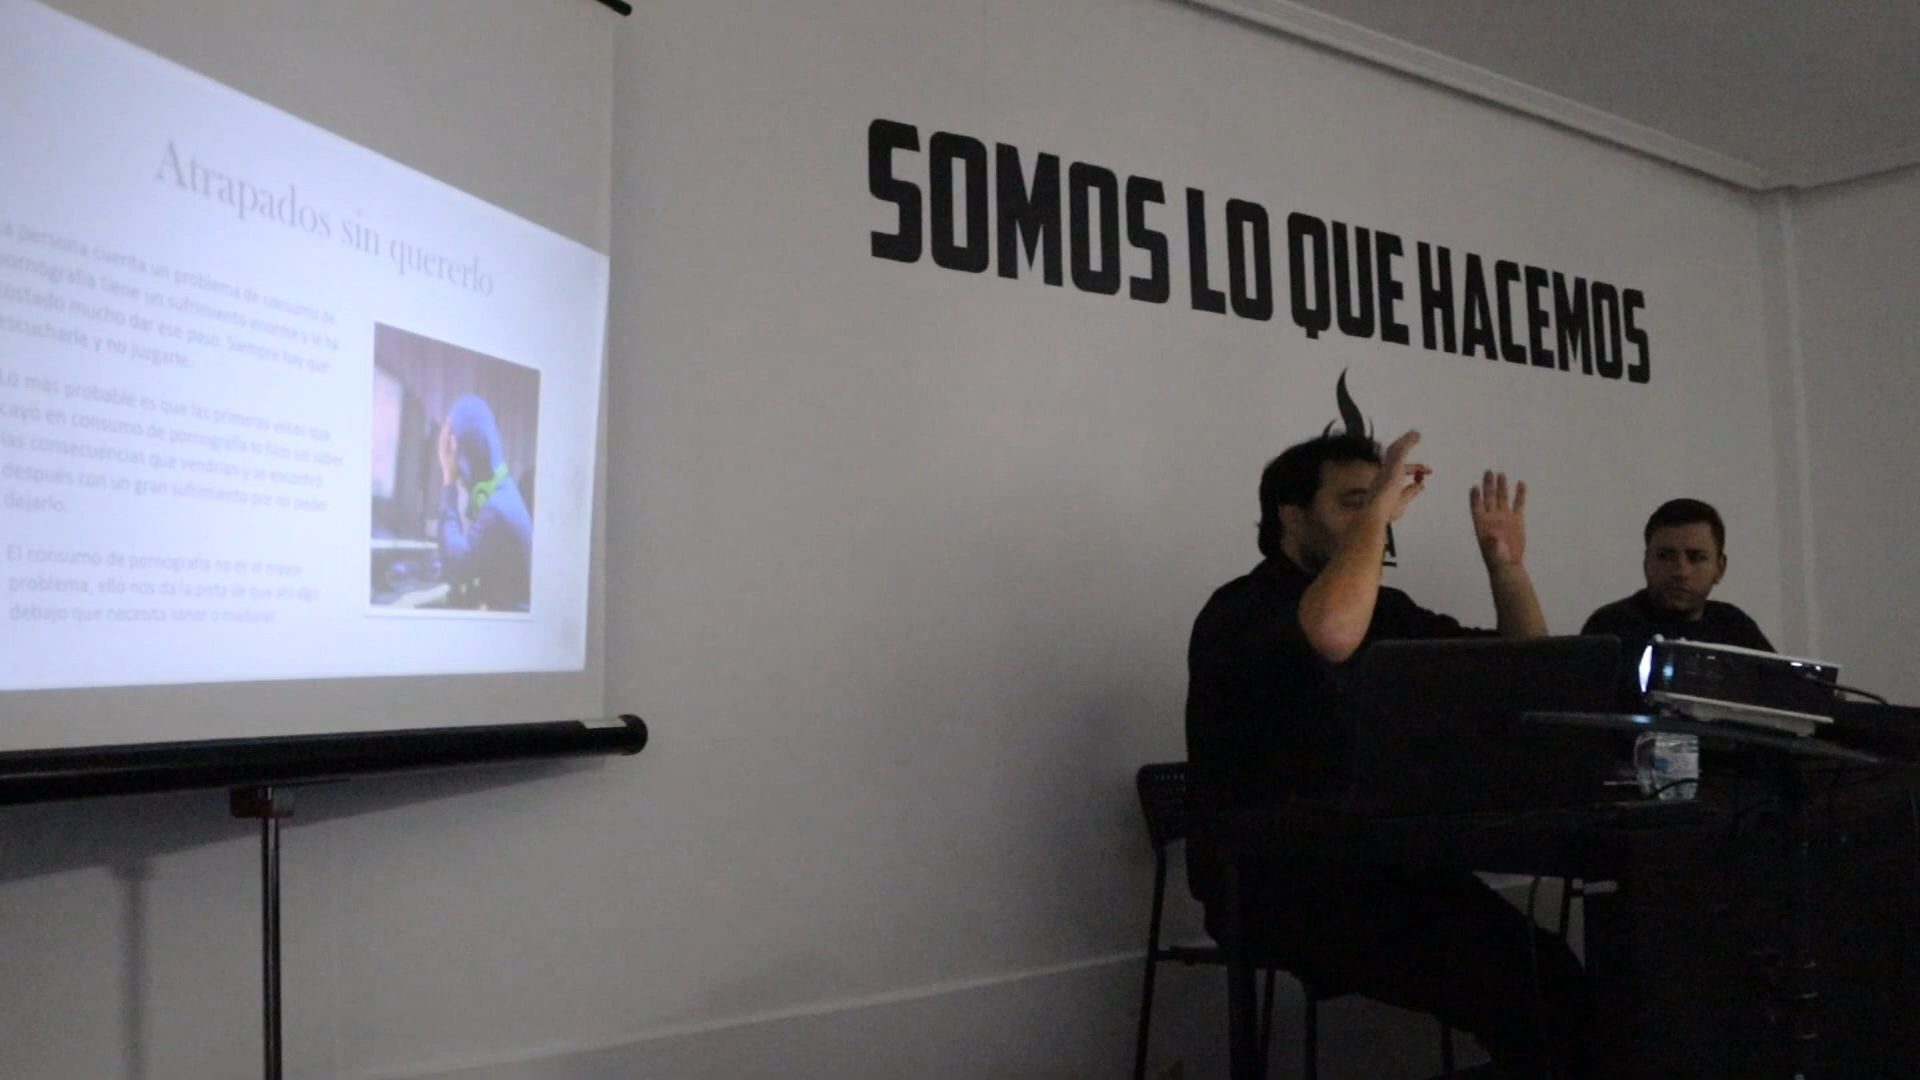 Atrapados sin quererlo
a persona cuenta un problema de consumo de
pornografía tiene un sufrimiento enorme y le ha
costado mucho dar ese paso. Siempre hay que
escucharle y no juzgarle.
Lo más probable es que las primeras veces que
cayó en consumo de pornografía lo hizo sin saber
las consecuencias que vendrían y se encontró
después con un gran sufrimiento por no poder
dejarlo.
El consumo de pornografía no es el mayor
problema, ello nos da la pista de que hay algo
debajo que necesita sanar o madurar.
SOMOS LO QUE HACEMOS
A